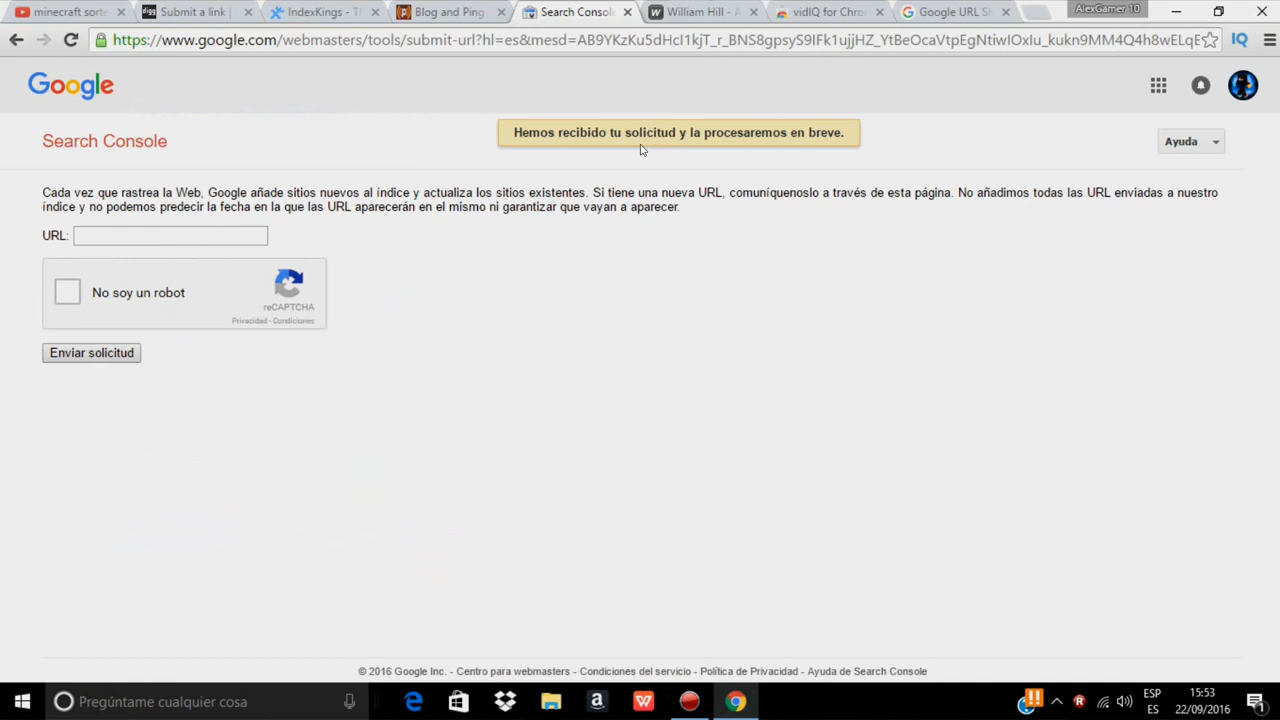 minecraft sorte
Submit a link |
IndexKings - Th
Blog and Ping
Search Console
William Hill - A
vidIQ for Chro
Google URL Sh
AlexGamer 10
https://www.google.com/webmasters/tools/submit-url?hl=es&mesd=
IQ
Google
Search Console
Hemos recibido tu solicitud y la procesaremos en breve.
Ayuda
Cada vez que rastrea la Web, Google añade sitios nuevos al índice y actualiza los sitios existentes. Si tiene una nueva URL, comuníquenoslo a través de esta página. No añadimos todas las URL enviadas a nuestro
índice y no podemos predecir la fecha en la que las URL aparecerán en el mismo ni garantizar que vayan a aparecer.
URL:
No soy un robot
reCAPTCHA
Privacidad - Condiciones
Enviar solicitud
© 2016 Google Inc. - Centro para webmasters - Condiciones del servicio - Política de Privacidad - Ayuda de Search Console
Pregúntame cualquier cosa
ESP
15:53
ES
22/09/2016